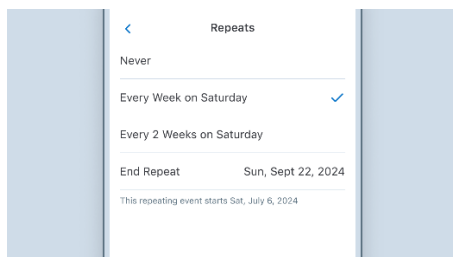 Repeats
Never
Every Week on Saturday
Every 2 Weeks on Saturday
End Repeat Sun, Sept 22, 2024
This repeating event starts Sat, July 6, 2024